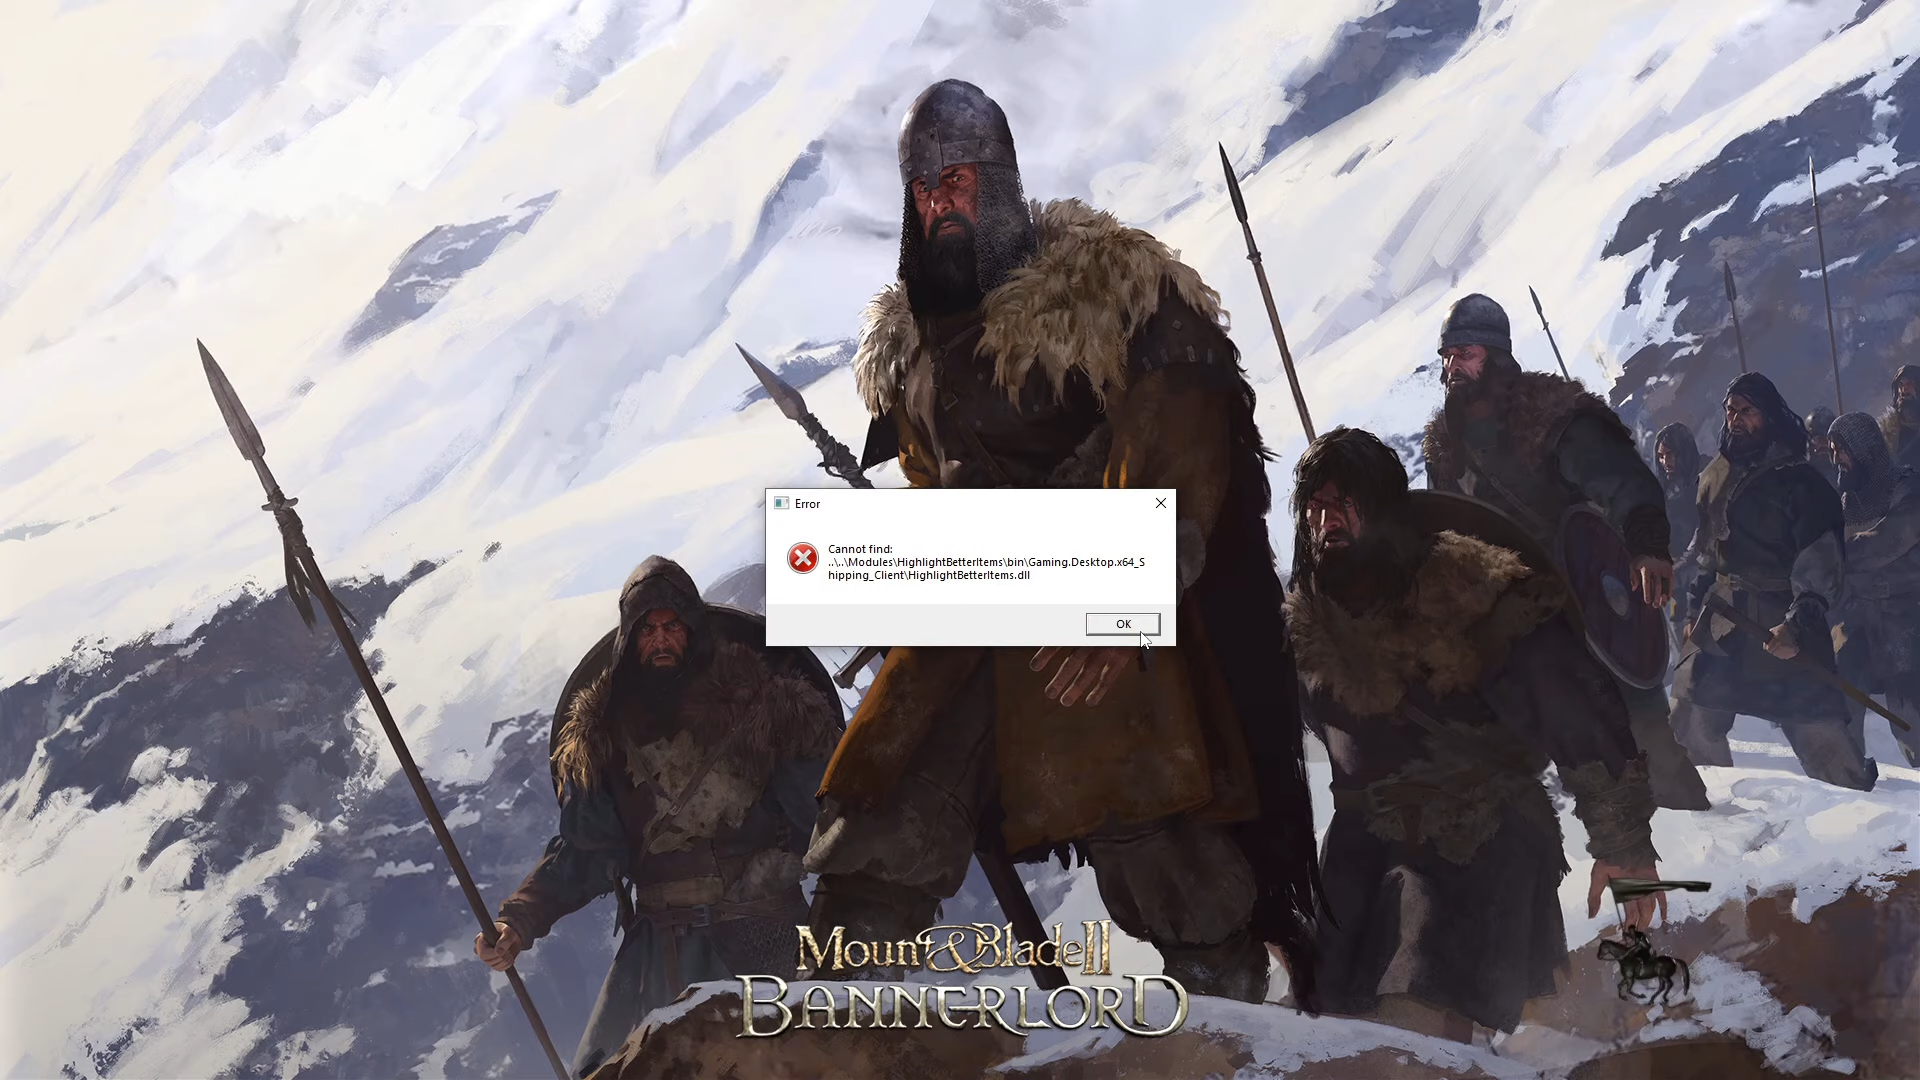 Error
Cannot find:
..\..\Modules\HighlightBetterItems\bin\Gaming.Desktop.x64_S
hipping_Client\HighlightBetterItems.dll
OK
Mount & Blade II
BANNERLORD